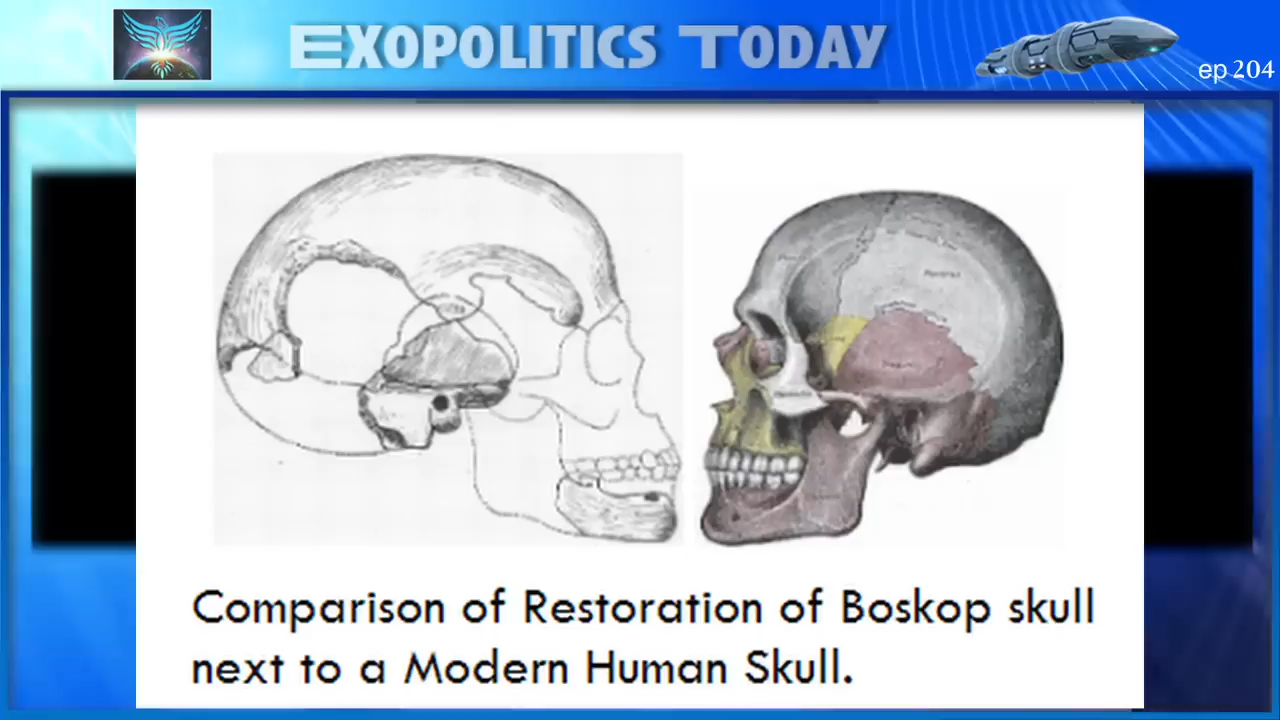 EXOPOLITICS TODAY
ep 204
Comparison of Restoration of Boskop skull
next to a Modern Human Skull.